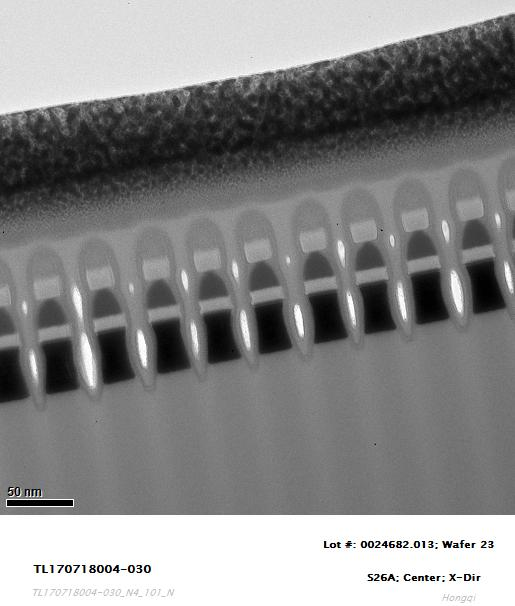 50 nm
Lot #: 0024682.013; Wafer 23
TL170718004-030
S26A; Center; X-Dir
TL170718004-030_N4_101_N
Hongqi